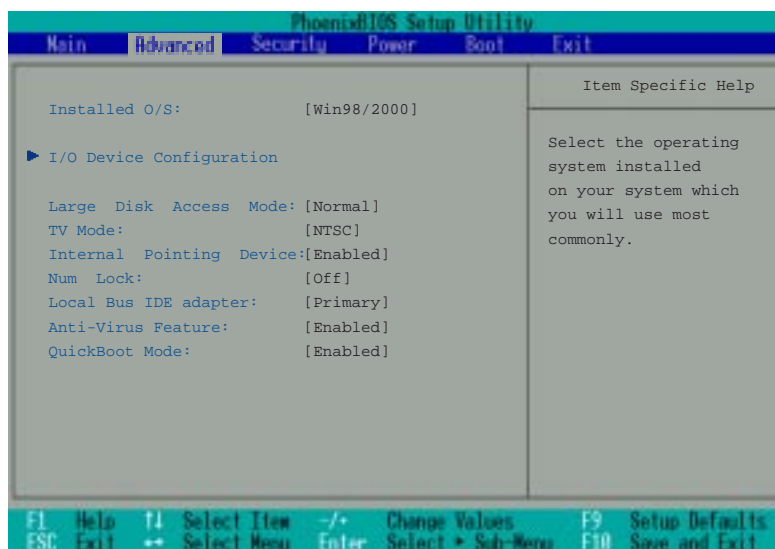 PhoenixBIOS Setup Utility
Main Advanced Security Power Boot Exit
Installed O/S: [Win98/2000]
I/O Device Configuration
Large Disk Access Mode: [Normal]
TV Mode: [NTSC]
Internal Pointing Device: [Enabled]
Num Lock: [Off]
Local Bus IDE adapter: [Primary]
Anti-Virus Feature: [Enabled]
QuickBoot Mode: [Enabled]
Item Specific Help
Select the operating
system installed
on your system which
you will use most
commonly.
F1 Help ↑↓ Select Item -/+ Change Values F9 Setup Defaults
ESC Exit ↔ Select Menu Enter Select ▸ Sub-Menu F10 Save and Exit